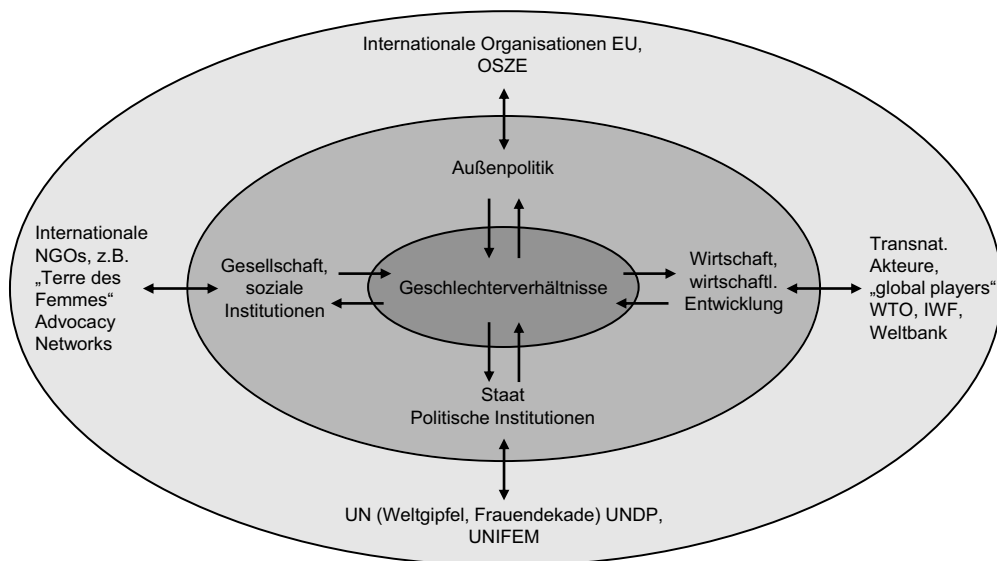 Internationale Organisationen EU,
OSZE
Außenpolitik
Internationale
NGOs, z.B.
„Terre des
Femmes“
Advocacy
Networks
Gesellschaft,
soziale
Institutionen
Geschlechterverhältnisse
Wirtschaft,
wirtschaftl.
Entwicklung
Transnat.
Akteure,
„global players“
WTO, IWF,
Weltbank
Staat
Politische Institutionen
UN (Weltgipfel, Frauendekade) UNDP,
UNIFEM